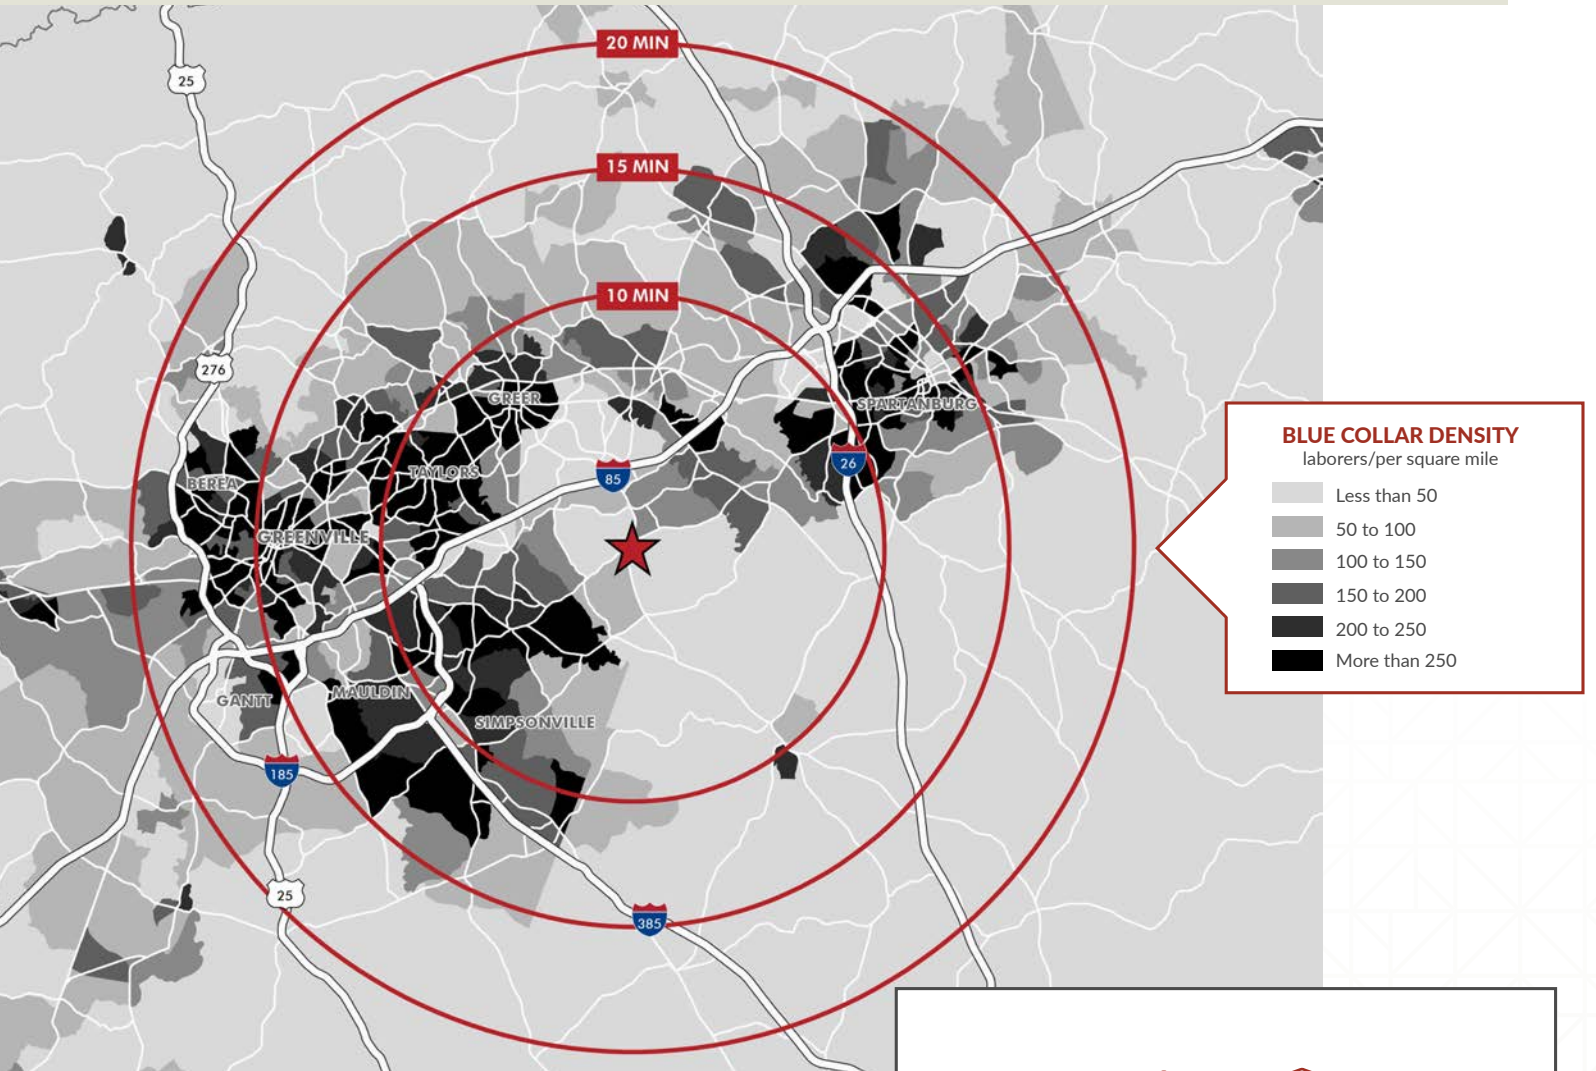 20 MIN
25
15 MIN
10 MIN
276
GREER
SPARTANBURG
TAYLORS
BEREA
85
26
GREENVILLE
GANTT
MAULDIN
SIMPSONVILLE
185
25
385
BLUE COLLAR DENSITY
laborers/per square mile
Less than 50
50 to 100
100 to 150
150 to 200
200 to 250
More than 250